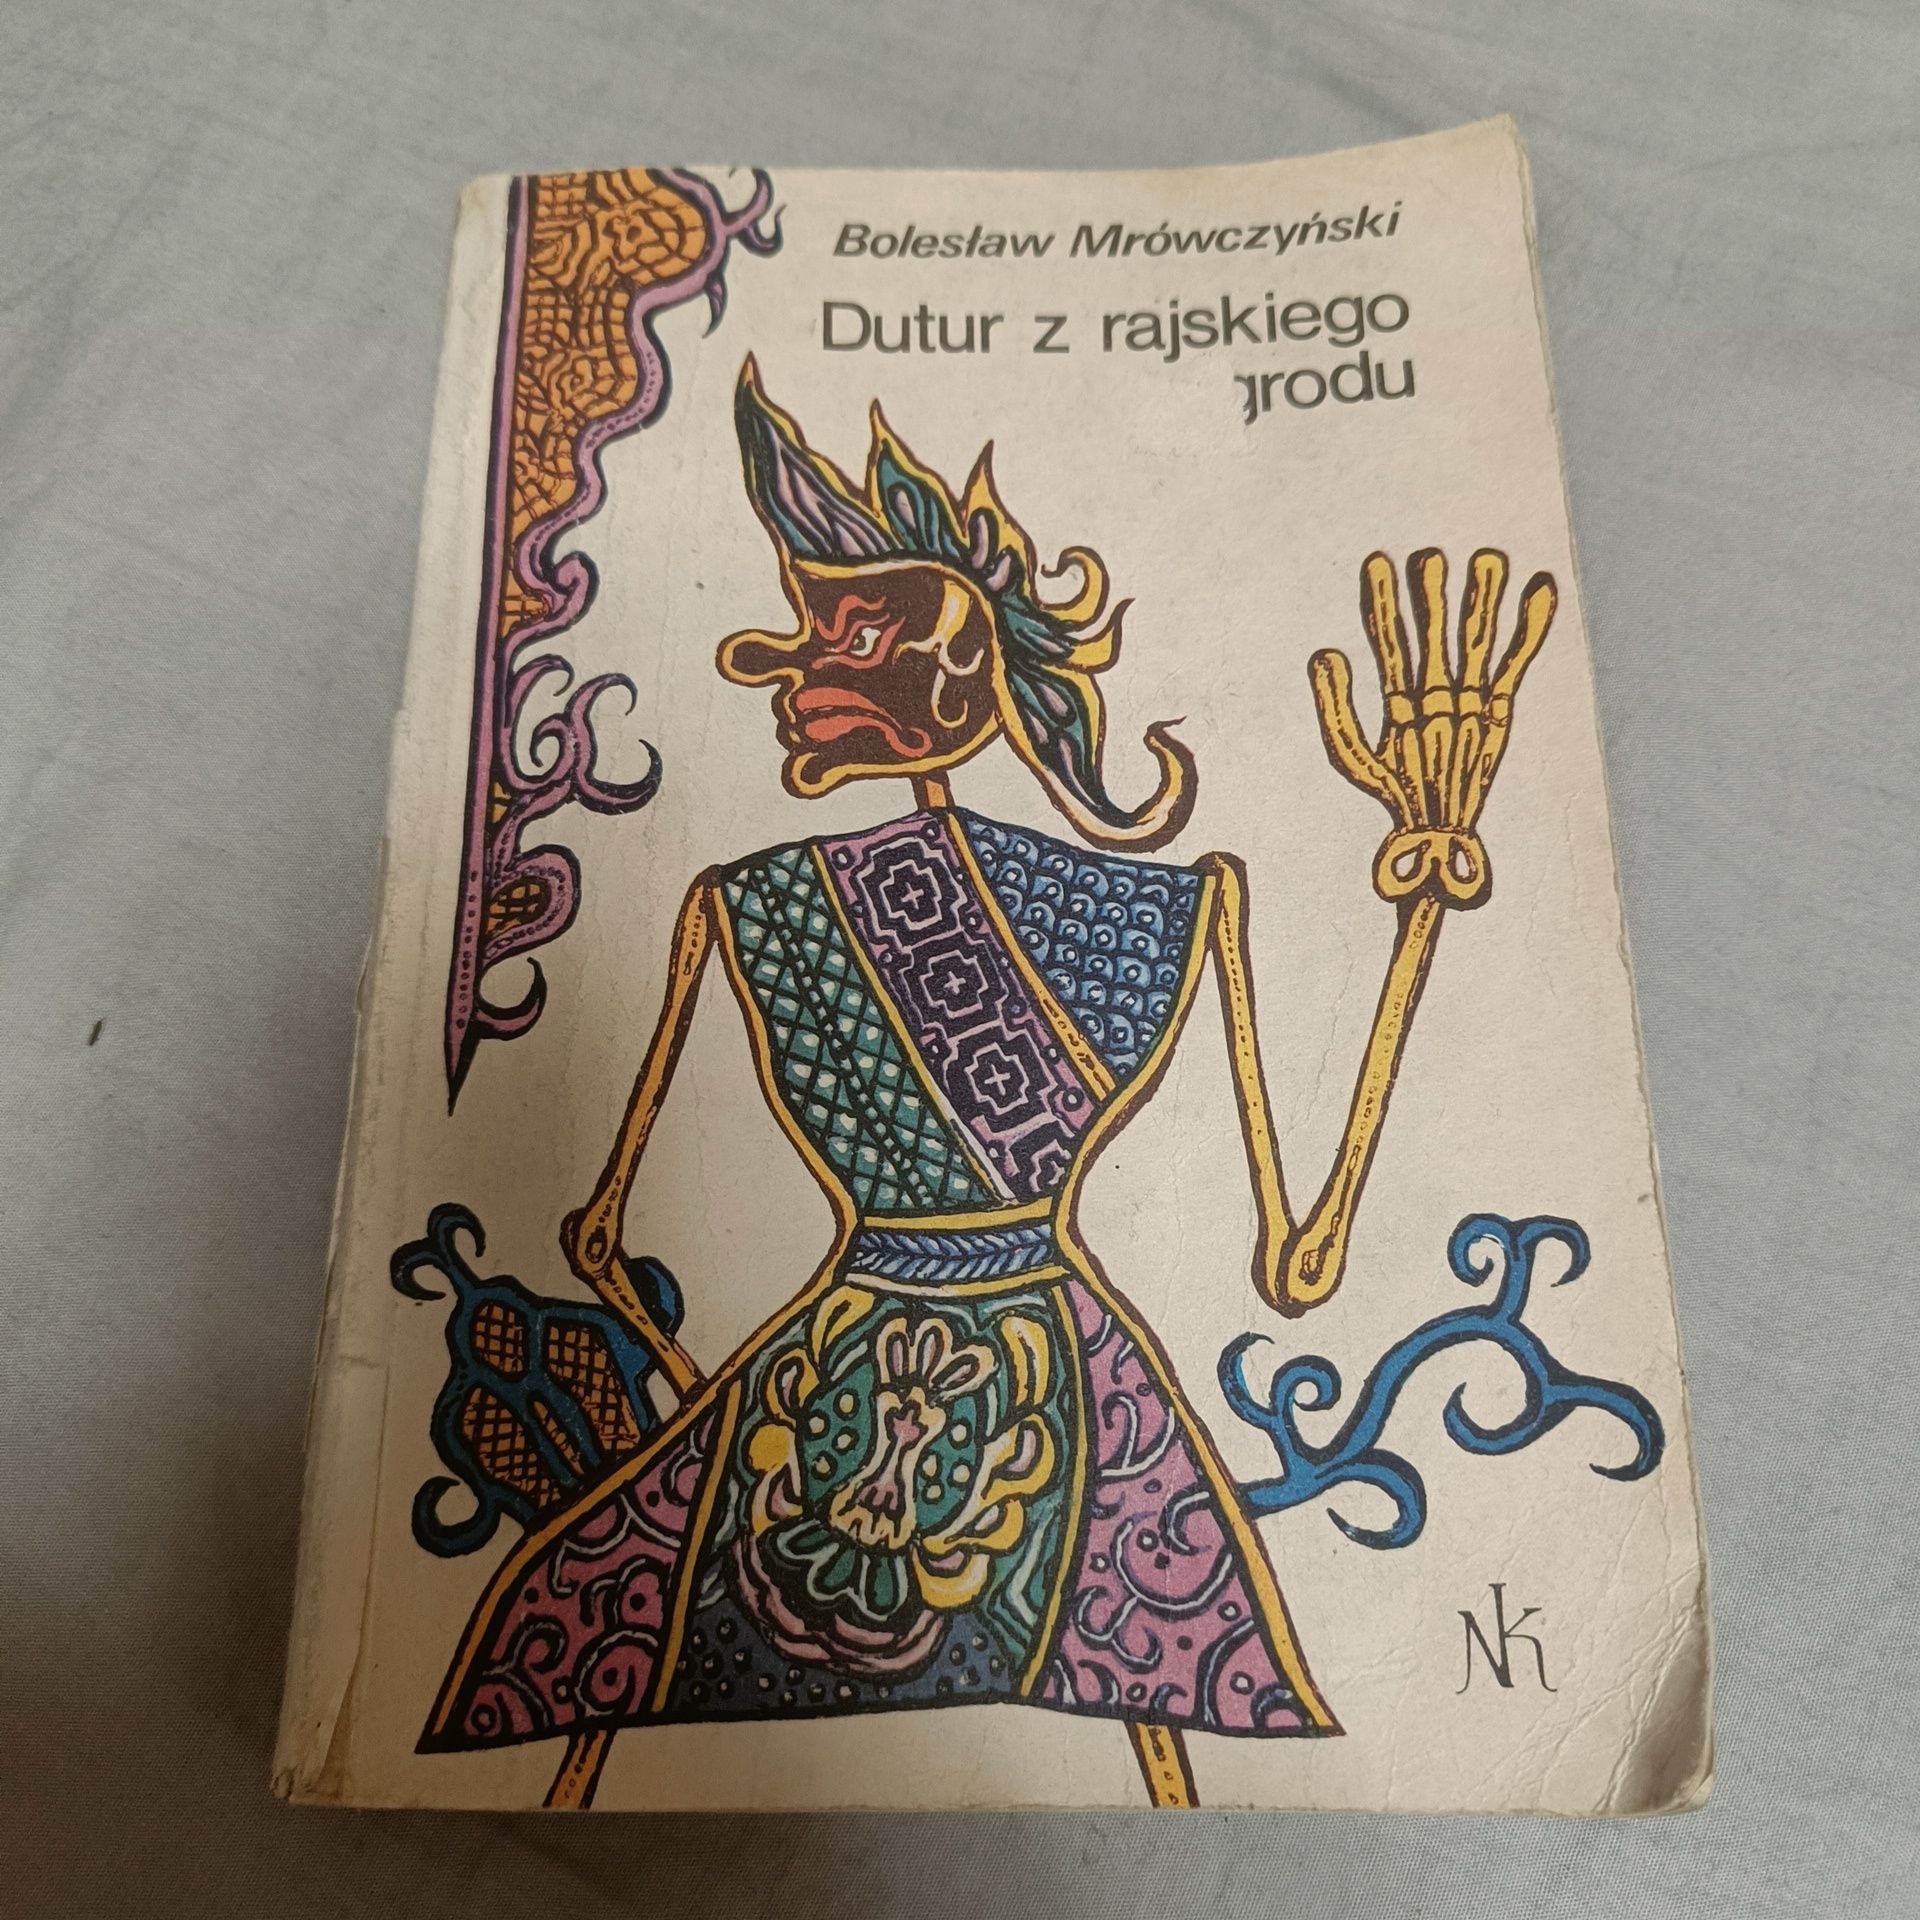 Bolesław Mrówczyński
Dutur z rajskiego
grodu
NK